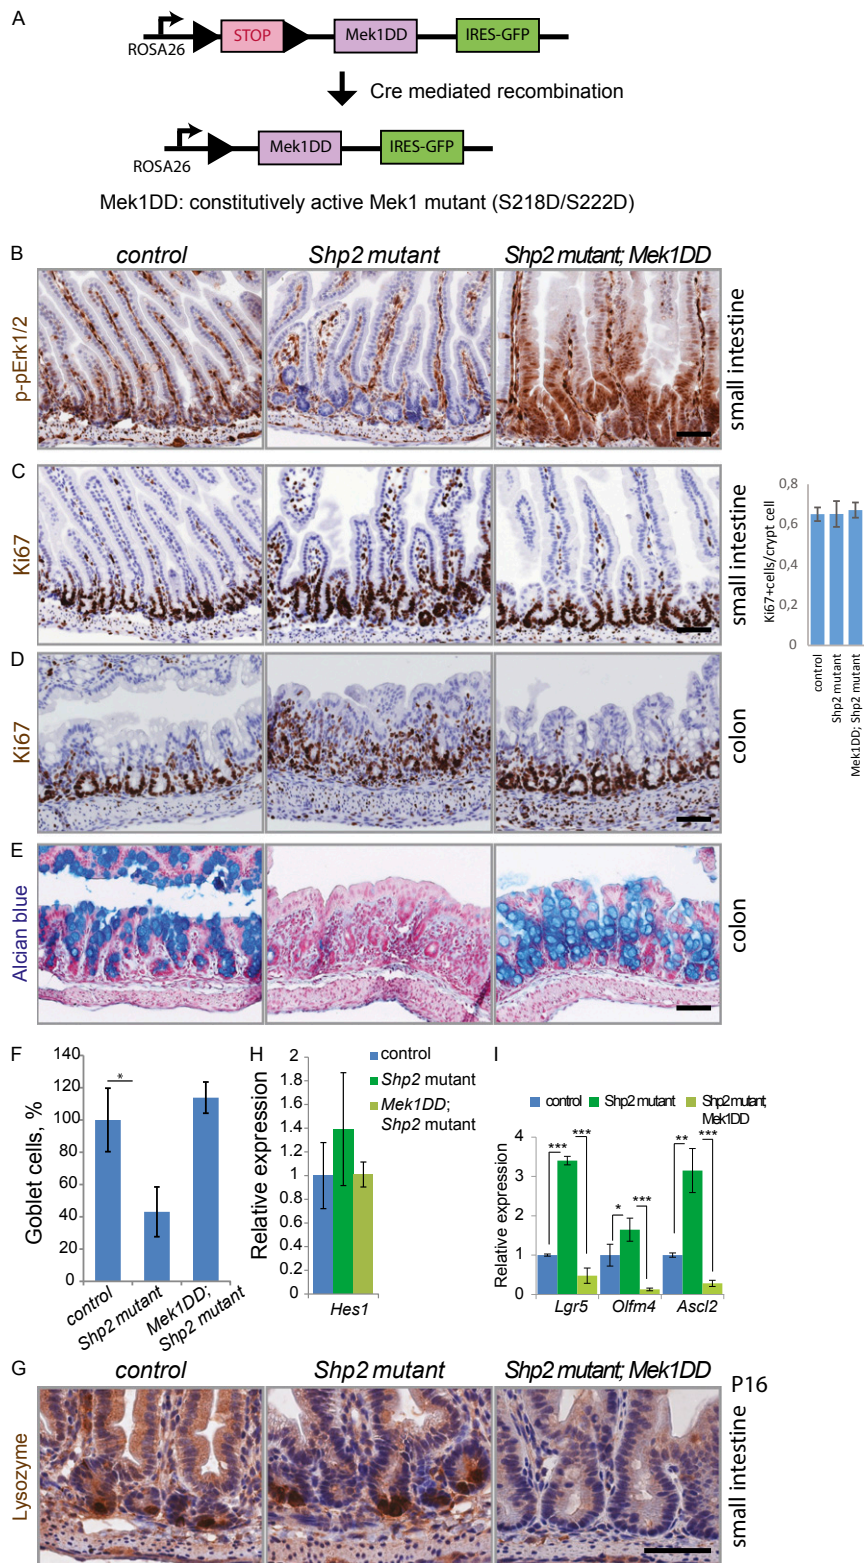 A
ROSA26
STOP
Mek1DD
IRES-GFP
Cre mediated recombination
ROSA26
Mek1DD
IRES-GFP
Mek1DD: constitutively active Mek1 mutant (S218D/S222D)
control
Shp2 mutant
Shp2 mutant; Mek1DD
B
p-pErk1/2
small intestine
C
Ki67
small intestine
Ki67+cells/crypt cell
0,8
0,6
0,4
0,2
0
control
Shp2 mutant
Mek1DD; Shp2 mutant
D
Ki67
colon
E
Alcian blue
colon
F
Goblet cells, %
140
120
100
80
60
40
20
0
*
control
Shp2 mutant
Mek1DD;
Shp2 mutant
H
Relative expression
2
1.8
1.6
1.4
1.2
1
0.8
0.6
0.4
0.2
0
control
Shp2 mutant
Mek1DD;
Shp2 mutant
Hes1
I
control
Shp2 mutant
Shp2 mutant;
Mek1DD
Relative expression
4
3
2
1
0
***
***
*
***
**
***
Lgr5
Olfm4
Ascl2
G
control
Shp2 mutant
Shp2 mutant; Mek1DD
P16
Lysozyme
small intestine